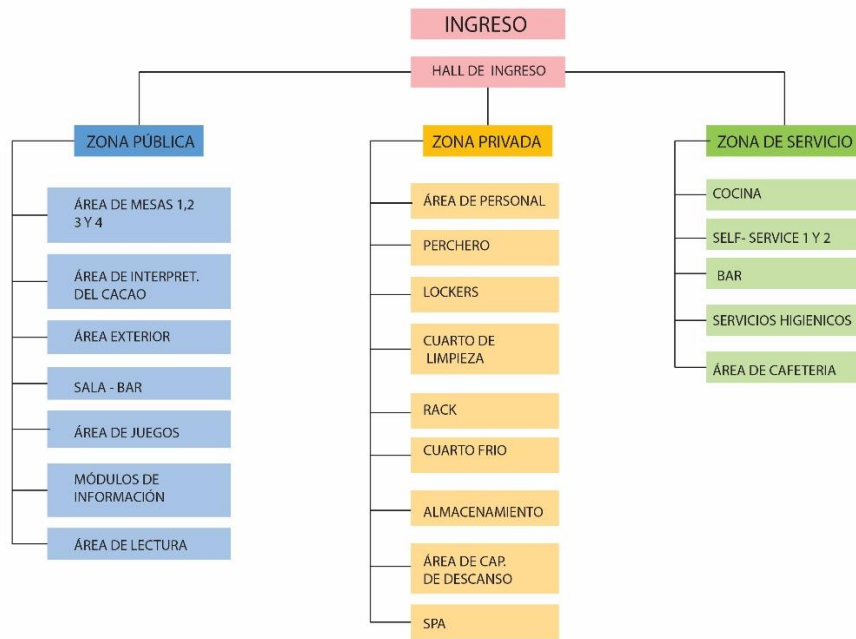 INGRESO
HALL DE INGRESO
ZONA PÚBLICA
ÁREA DE MESAS 1,2
3 Y 4
ÁREA DE INTERPRET.
DEL CACAO
ÁREA EXTERIOR
SALA - BAR
ÁREA DE JUEGOS
MÓDULOS DE
INFORMACIÓN
ÁREA DE LECTURA
ZONA PRIVADA
ÁREA DE PERSONAL
PERCHERO
LOCKERS
CUARTO DE
LIMPIEZA
RACK
CUARTO FRIO
ALMACENAMIENTO
ÁREA DE CAP.
DE DESCANSO
SPA
ZONA DE SERVICIO
COCINA
SELF- SERVICE 1 Y 2
BAR
SERVICIOS HIGIENICOS
ÁREA DE CAFETERIA